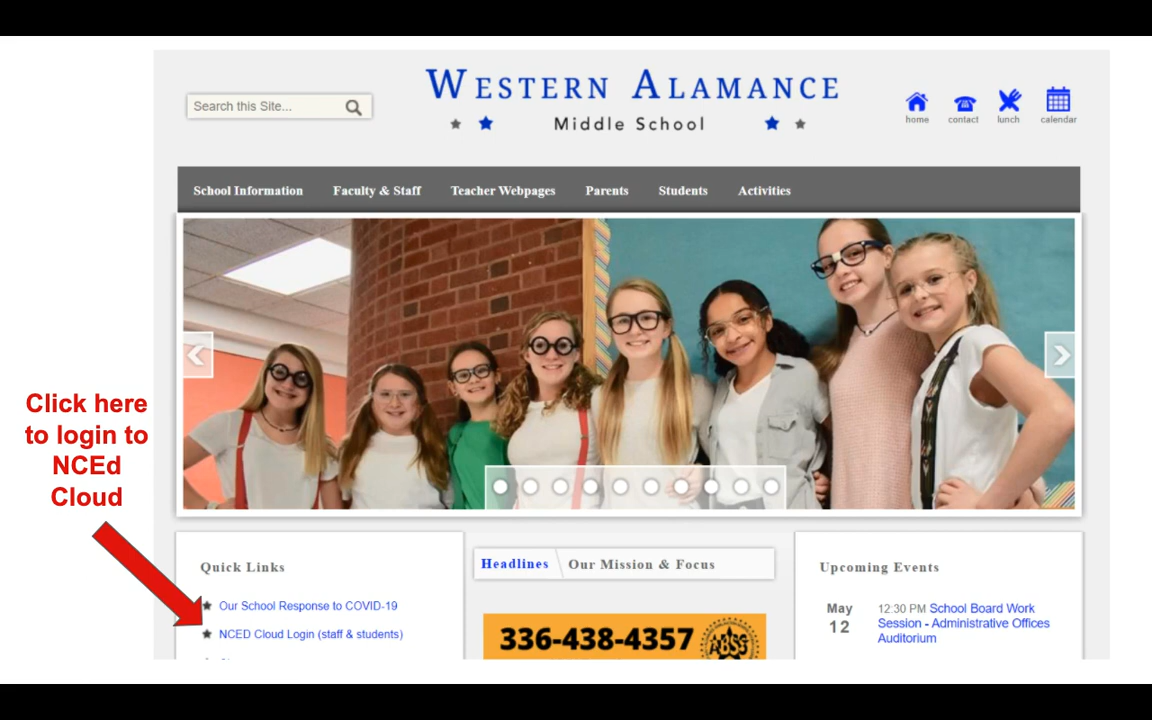 Search this Site...
WESTERN ALAMANCE
Middle School
home
contact
lunch
calendar
School Information
Faculty & Staff
Teacher Webpages
Parents
Students
Activities
Click here
to login to
NCEd
Cloud
Quick Links
Our School Response to COVID-19
NCED Cloud Login (staff & students)
Headlines
Our Mission & Focus
336-438-4357
ABSS
Upcoming Events
May
12
12:30 PM School Board Work
Session - Administrative Offices
Auditorium